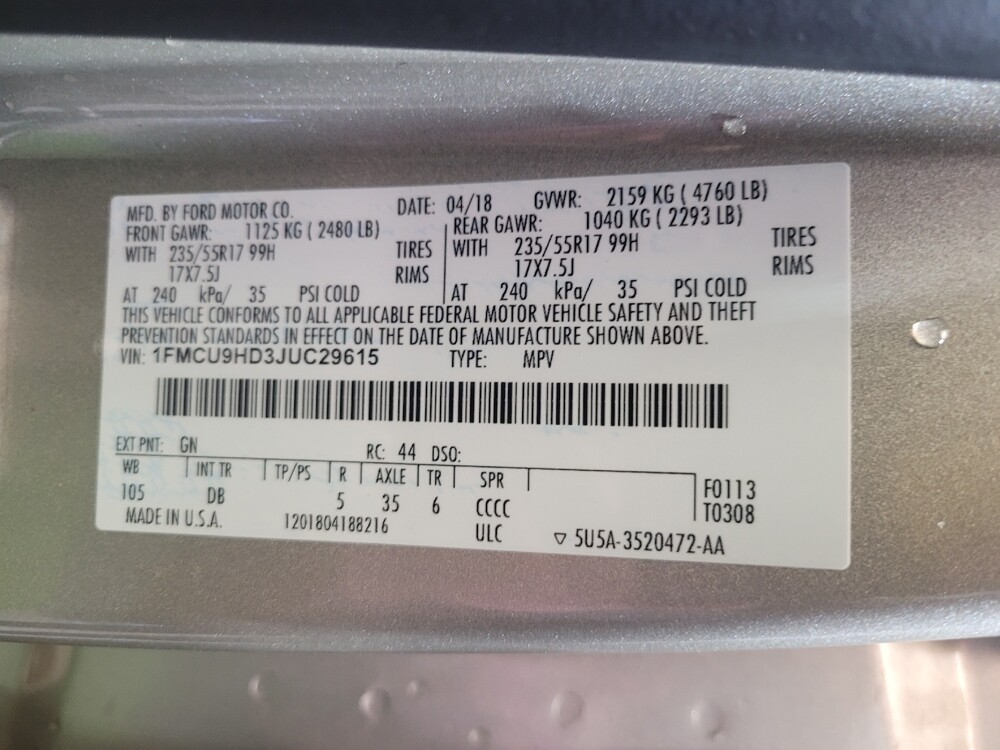 MFD. BY FORD MOTOR CO. DATE: 04/18 GVWR: 2159 KG ( 4760 LB)
FRONT GAWR: 1125 KG ( 2480 LB) REAR GAWR: 1040 KG ( 2293 LB)
WITH 235/55R17 99H TIRES WITH 235/55R17 99H TIRES
17X7.5J RIMS 17X7.5J RIMS
AT 240 kPa/ 35 PSI COLD AT 240 kPa/ 35 PSI COLD
THIS VEHICLE CONFORMS TO ALL APPLICABLE FEDERAL MOTOR VEHICLE SAFETY AND THEFT
PREVENTION STANDARDS IN EFFECT ON THE DATE OF MANUFACTURE SHOWN ABOVE.
VIN: 1FMCU9HD3JUC29615 TYPE: MPV
EXT PNT: GN RC: 44 DSO:
WB INT TR TP/PS R AXLE TR SPR
105 DB 5 35 6 CCCC F0113
T0308
MADE IN U.S.A. 1201804188216 ULC ▽ 5U5A-3520472-AA